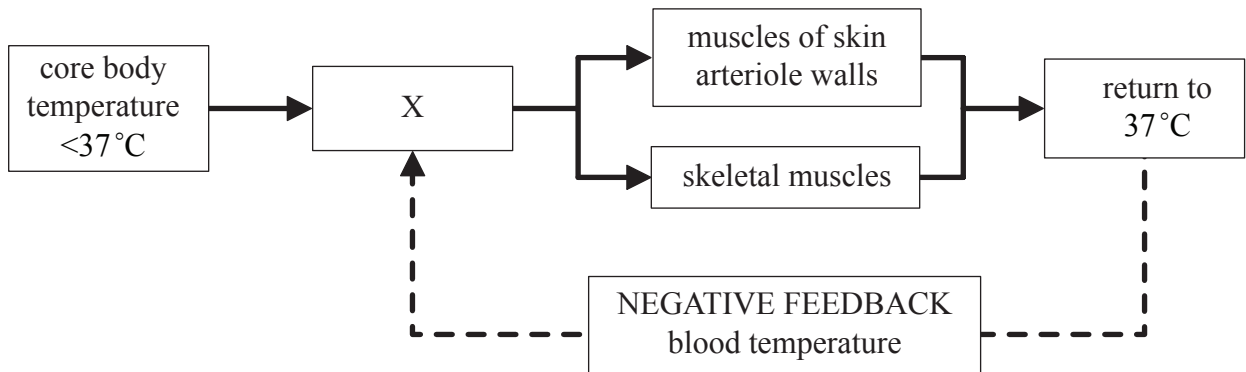 core body
temperature
<37 °C
X
muscles of skin
arteriole walls
skeletal muscles
return to
37 °C
NEGATIVE FEEDBACK
blood temperature